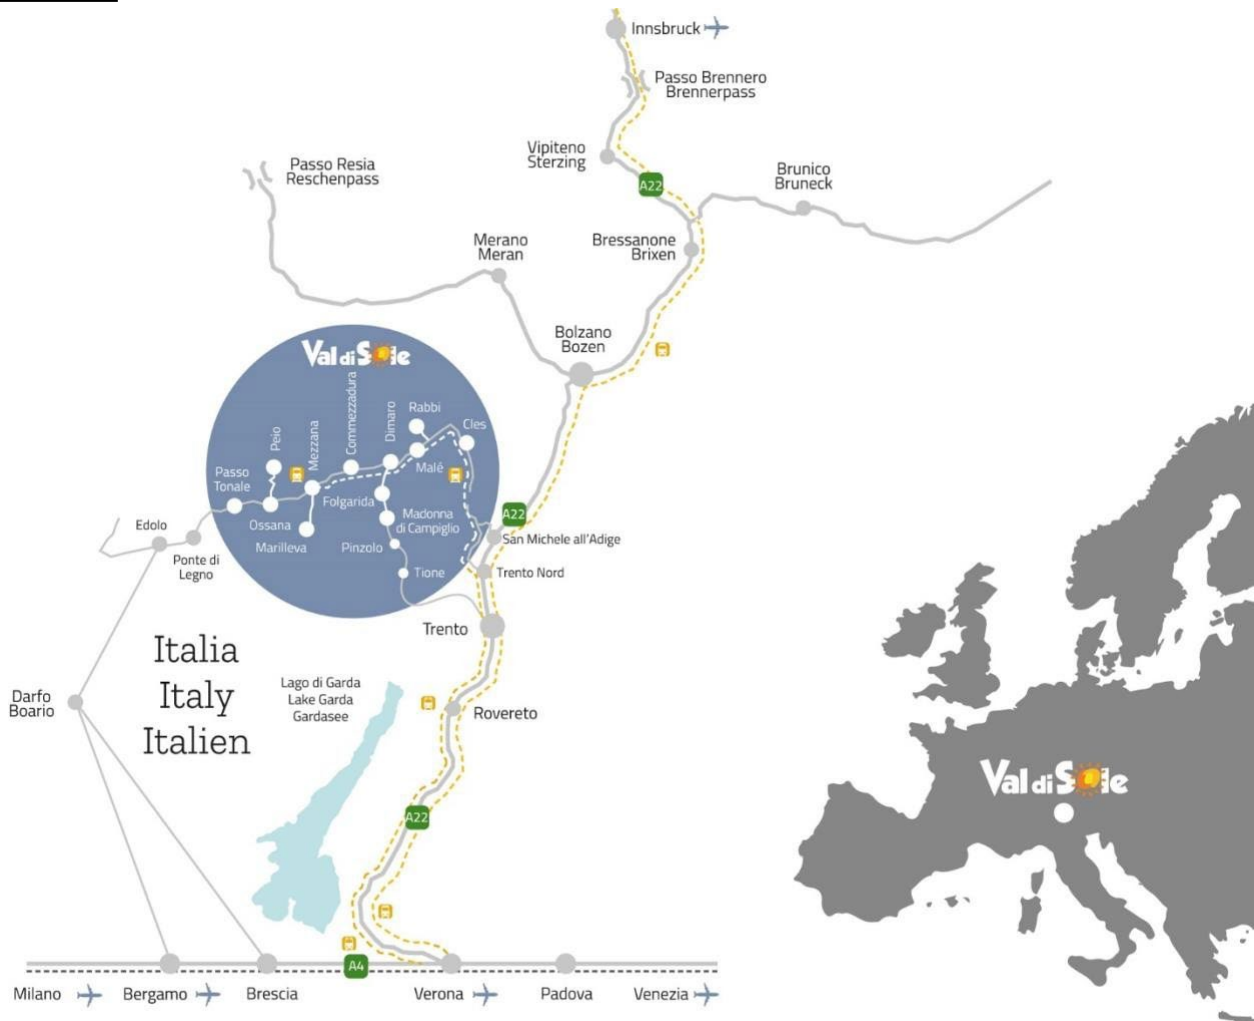 Innsbruck
Passo Brennero
Brennerpass
Vipiteno
Sterzing
A22
Passo Resia
Reschenpass
Brunico
Bruneck
Merano
Meran
Bressanone
Brixen
Bolzano
Bozen
Val di Sole
Peio
Mezzana
Commezzadura
Dimaro
Rabbi
Cles
Passo
Tonale
Malé
Folgarida
Ossana
Marilleva
Madonna
di Campiglio
Pinzolo
Tione
A22
San Michele all'Adige
Trento Nord
Edolo
Ponte di
Legno
Trento
Italia
Italy
Italien
Lago di Garda
Lake Garda
Gardasee
Darfo
Boario
Rovereto
A22
Val di Sole
A4
Milano
Bergamo
Brescia
Verona
Padova
Venezia